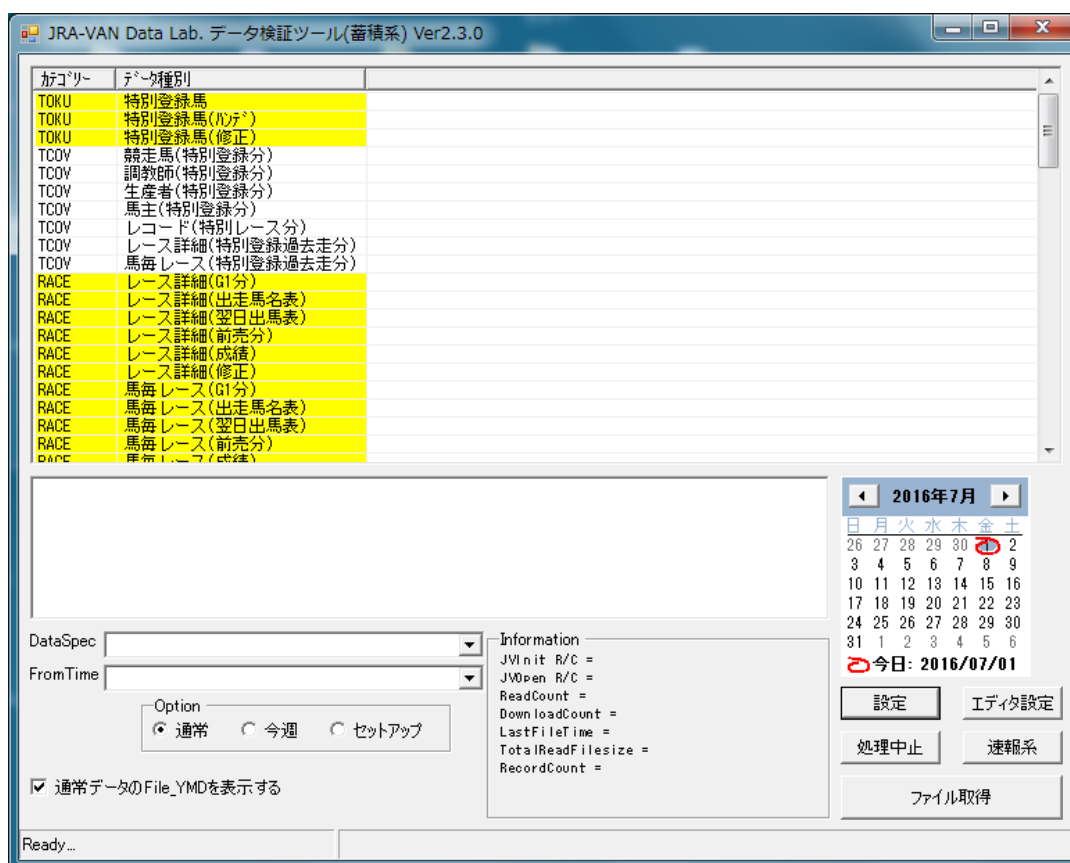 JRA-VAN Data Lab. データ検証ツール(蓄積系) Ver2.3.0
ｶﾃｺﾞﾘｰ ﾃﾞｰﾀ種別
TOKU 特別登録馬
TOKU 特別登録馬(ﾊﾝﾃﾞ)
TOKU 特別登録馬(修正)
TCOV 競走馬(特別登録分)
TCOV 調教師(特別登録分)
TCOV 生産者(特別登録分)
TCOV 馬主(特別登録分)
TCOV レコード(特別レース分)
TCOV レース詳細(特別登録過去走分)
TCOV 馬毎レース(特別登録過去走分)
RACE レース詳細(G1分)
RACE レース詳細(出走馬名表)
RACE レース詳細(翌日出馬表)
RACE レース詳細(前売分)
RACE レース詳細(成績)
RACE レース詳細(修正)
RACE 馬毎レース(G1分)
RACE 馬毎レース(出走馬名表)
RACE 馬毎レース(翌日出馬表)
RACE 馬毎レース(前売分)
RACE 馬毎レース(成績)
2016年7月
日 月 火 水 木 金 土
26 27 28 29 30 1 2
3 4 5 6 7 8 9
10 11 12 13 14 15 16
17 18 19 20 21 22 23
24 25 26 27 28 29 30
31 1 2 3 4 5 6
今日: 2016/07/01
DataSpec
FromTime
Option
通常 今週 ｾｯﾄｱｯﾌﾟ
通常ﾃﾞｰﾀのFile_YMDを表示する
Information
JVInit R/C =
JVOpen R/C =
ReadCount =
DownloadCount =
LastFileTime =
TotalReadFilesize =
RecordCount =
設定 ｴﾃﾞｨﾀ設定
処理中止 速報系
ﾌｧｲﾙ取得
Ready...